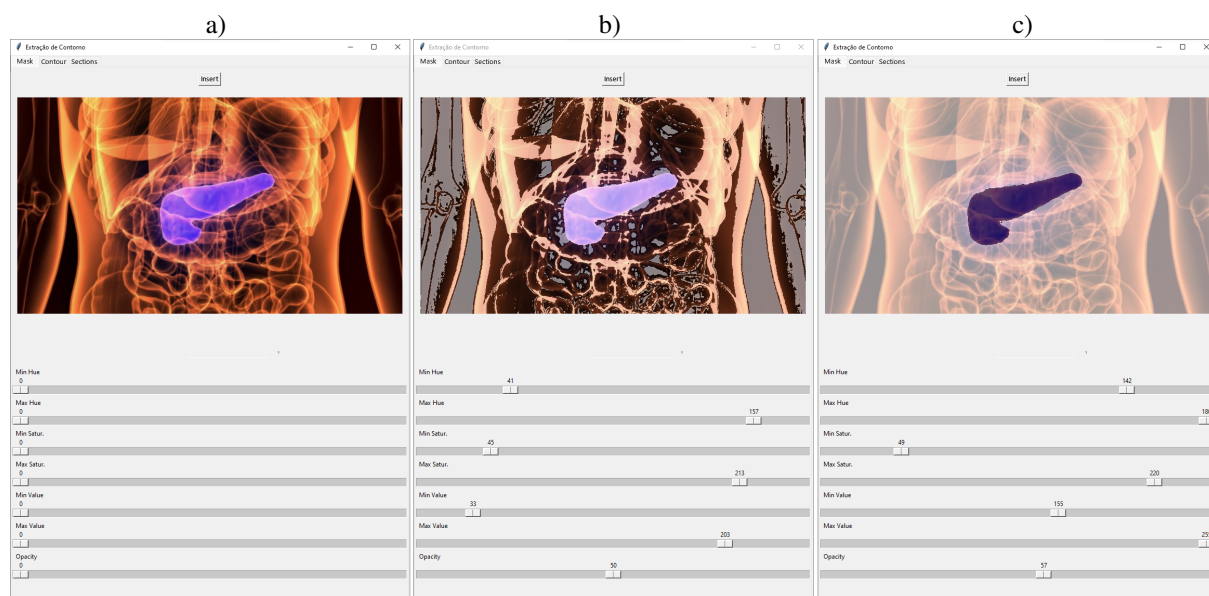 a)
Extração de Contorno
Mask Contour Sections
Insert
Min Hue
0
Max Hue
0
Min Satur.
0
Max Satur.
0
Min Value
0
Max Value
0
Opacity
0
b)
Extração de Contorno
Mask Contour Sections
Insert
Min Hue
41
Max Hue
157
Min Satur.
45
Max Satur.
213
Min Value
33
Max Value
203
Opacity
50
c)
Extração de Contorno
Mask Contour Sections
Insert
Min Hue
142
Max Hue
Min Satur.
49
Max Satur.
220
Min Value
155
Max Value
Opacity
57